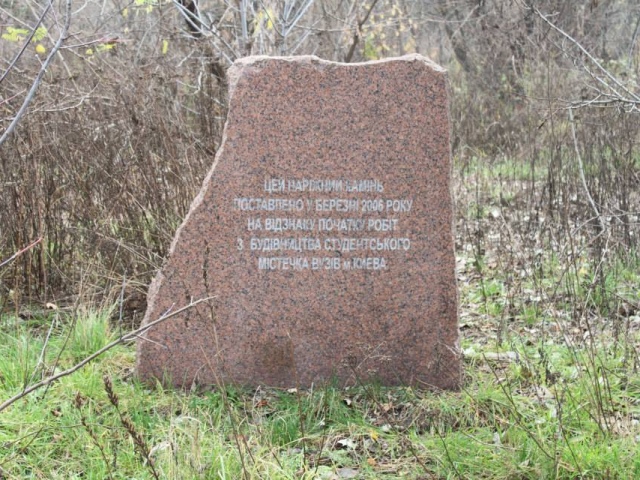 ЦЕЙ НАРІЖНИЙ КАМІНЬ
ПОСТАВЛЕНО У БЕРЕЗНІ 2006 РОКУ
НА ВІДЗНАКУ ПОЧАТКУ РОБІТ
З БУДІВНИЦТВА СТУДЕНТСЬКОГО
МІСТЕЧКА ВУЗІВ м.КИЄВА